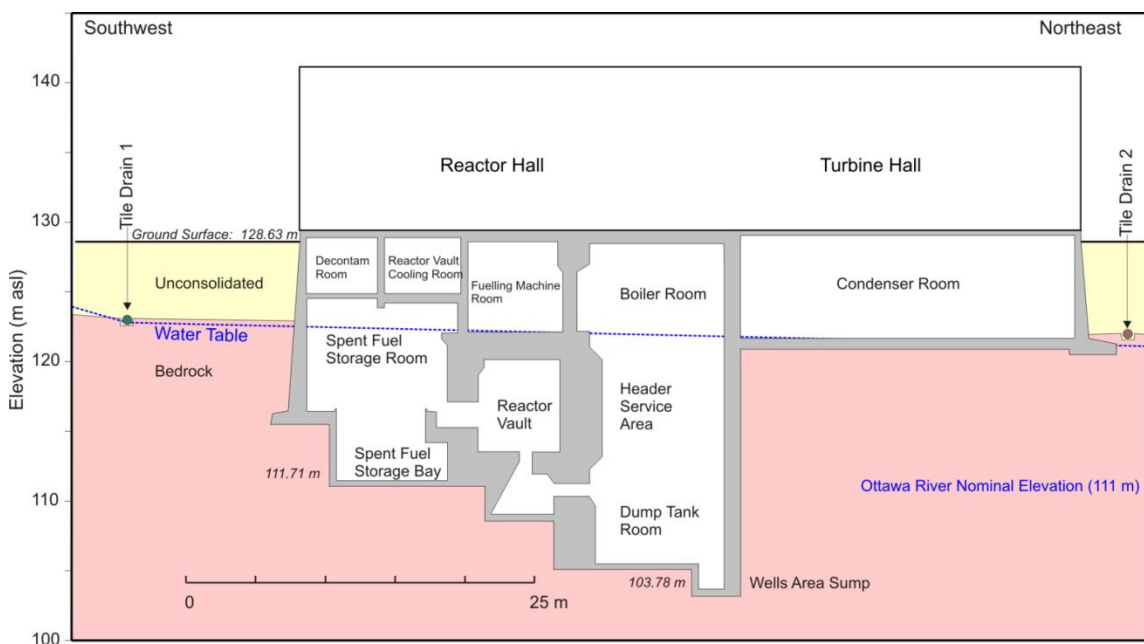 Southwest
Northeast
140
Tile Drain 1
Reactor Hall
Turbine Hall
Tile Drain 2
130
Ground Surface: 128.63 m
Decontam
Room
Reactor Vault
Cooling Room
Fuelling Machine
Room
Boiler Room
Condenser Room
Unconsolidated
Elevation (m asl)
Water Table
Spent Fuel
Storage Room
120
Bedrock
Header
Service
Area
Reactor
Vault
Spent Fuel
Storage Bay
111.71 m
Ottawa River Nominal Elevation (111 m)
110
Dump Tank
Room
103.78 m
Wells Area Sump
0
25 m
100